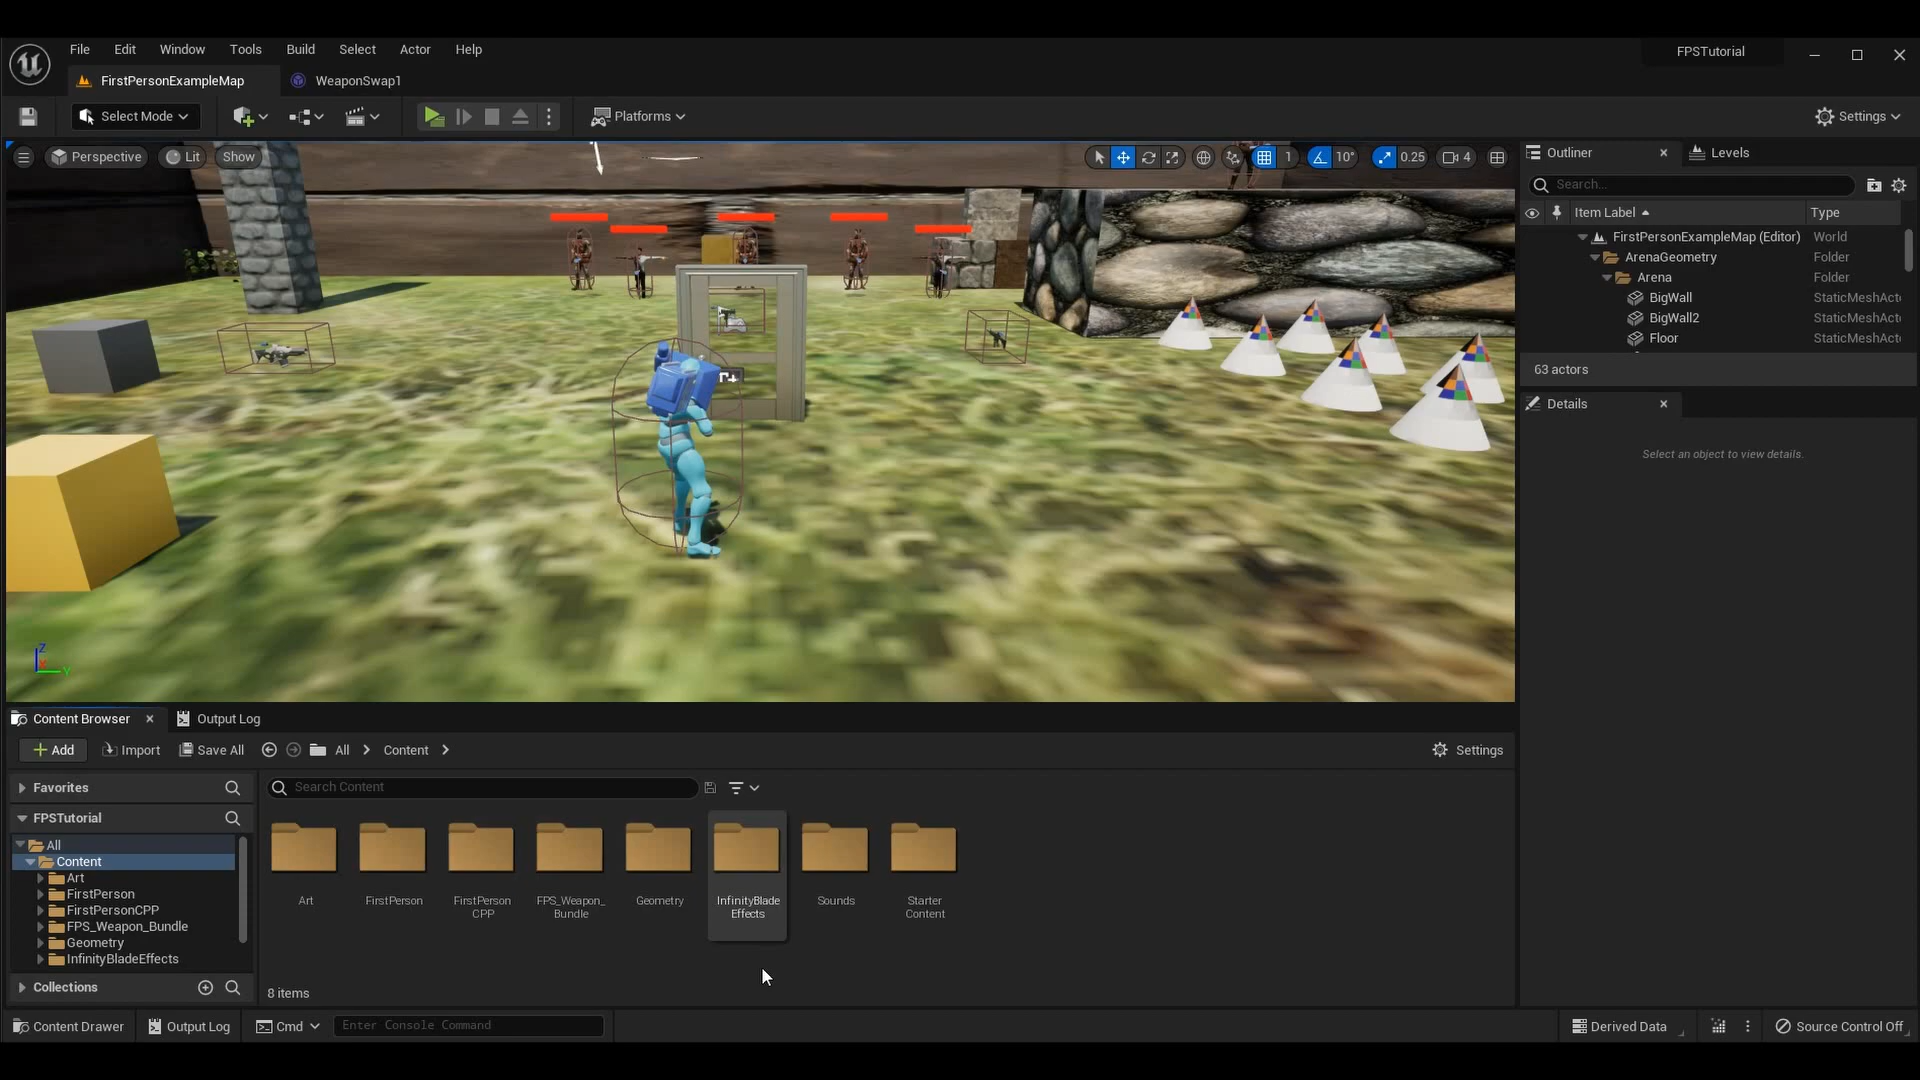 File Edit Window Tools Build Select Actor Help
FPSTutorial
FirstPersonExampleMap
WeaponSwap1
Select Mode
Platforms
Settings
Perspective
Lit
Show
1
10°
0.25
4
Outliner
Levels
Search...
Item Label
Type
FirstPersonExampleMap (Editor) World
ArenaGeometry Folder
Arena Folder
BigWall StaticMeshActo
BigWall2 StaticMeshActo
Floor StaticMeshActo
63 actors
Details
Select an object to view details.
Z
Y
Content Browser
Output Log
Add
Import
Save All
All
Content
Settings
Favorites
Search Content
FPSTutorial
All
Content
Art
FirstPerson
FirstPersonCPP
FPS_Weapon_Bundle
Geometry
InfinityBladeEffects
Collections
Art
FirstPerson
FirstPerson
CPP
FPS_Weapon_
Bundle
Geometry
InfinityBlade
Effects
Sounds
Starter
Content
8 items
Content Drawer
Output Log
Cmd
Enter Console Command
Derived Data
Source Control Off